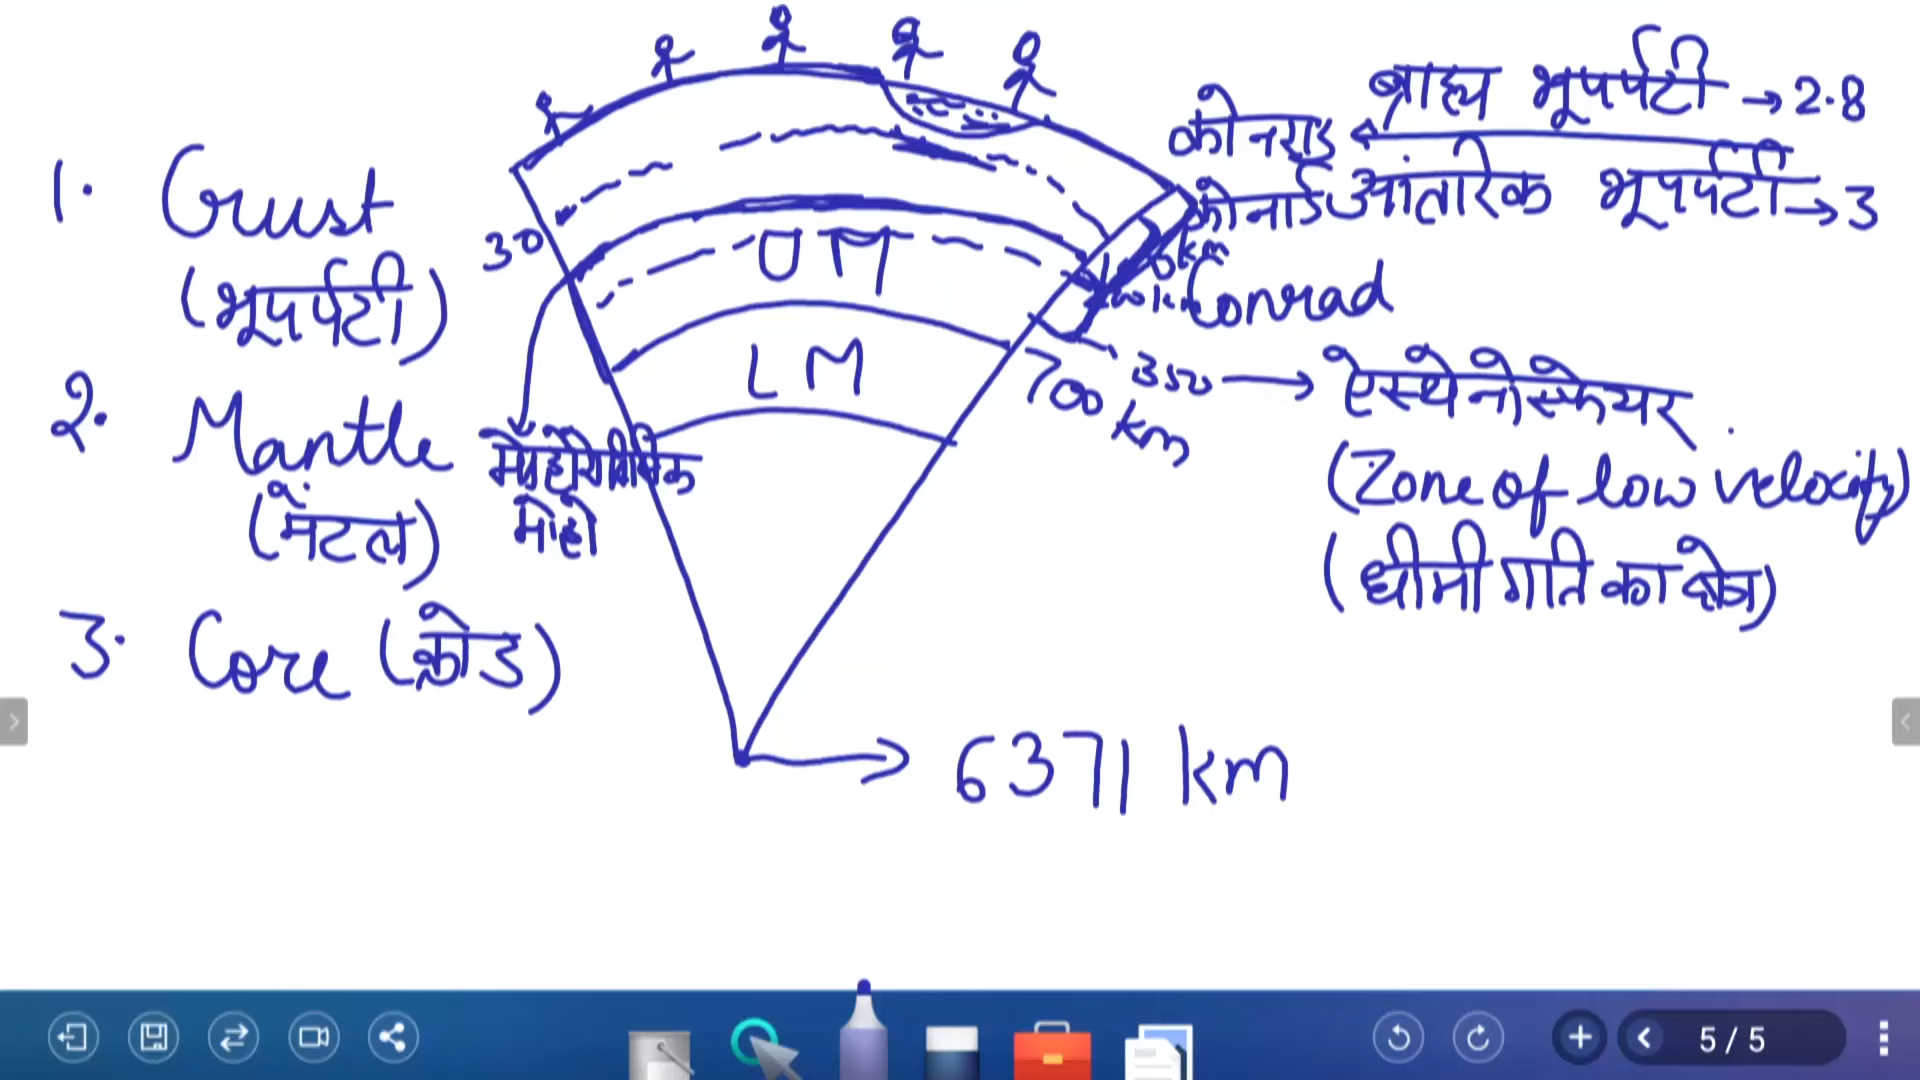 1. Crust
(भूपर्पटी)
2. Mantle
(मेंटल)
3. Core (क्रोड)
30
UM
LM
मोहो
ब्राह्य भूपर्पटी → 2.8
कोनराड
कोनार्ड आंतरिक भूपर्पटी → 3
km
Conrad
350 → ऐस्थेनोस्फेयर
700 km
(Zone of low velocity)
(धीमी गति का क्षेत्र)
→ 6371 km
5 / 5